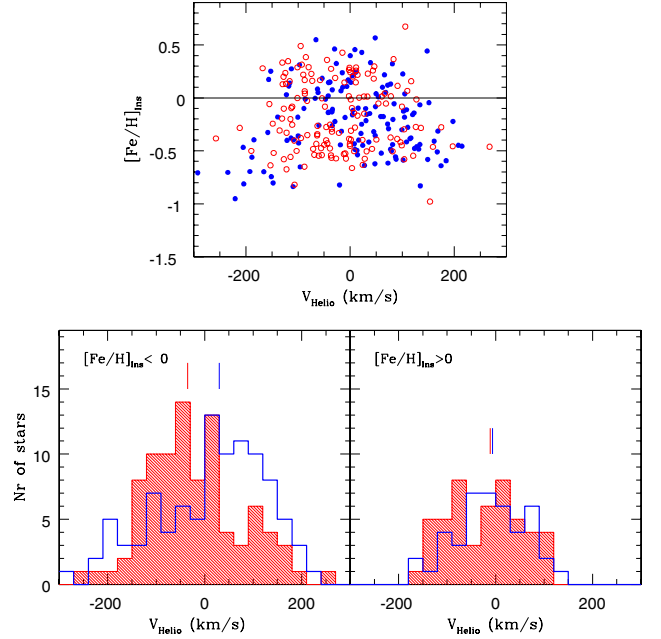 0.5
0
-0.5
-1
-1.5
[Fe/H]Ins
-200 0 200
VHelio (km/s)
[Fe/H]Ins< 0
[Fe/H]Ins>0
15
10
5
0
Nr of stars
-200 0 200
-200 0 200
VHelio (km/s)
VHelio (km/s)